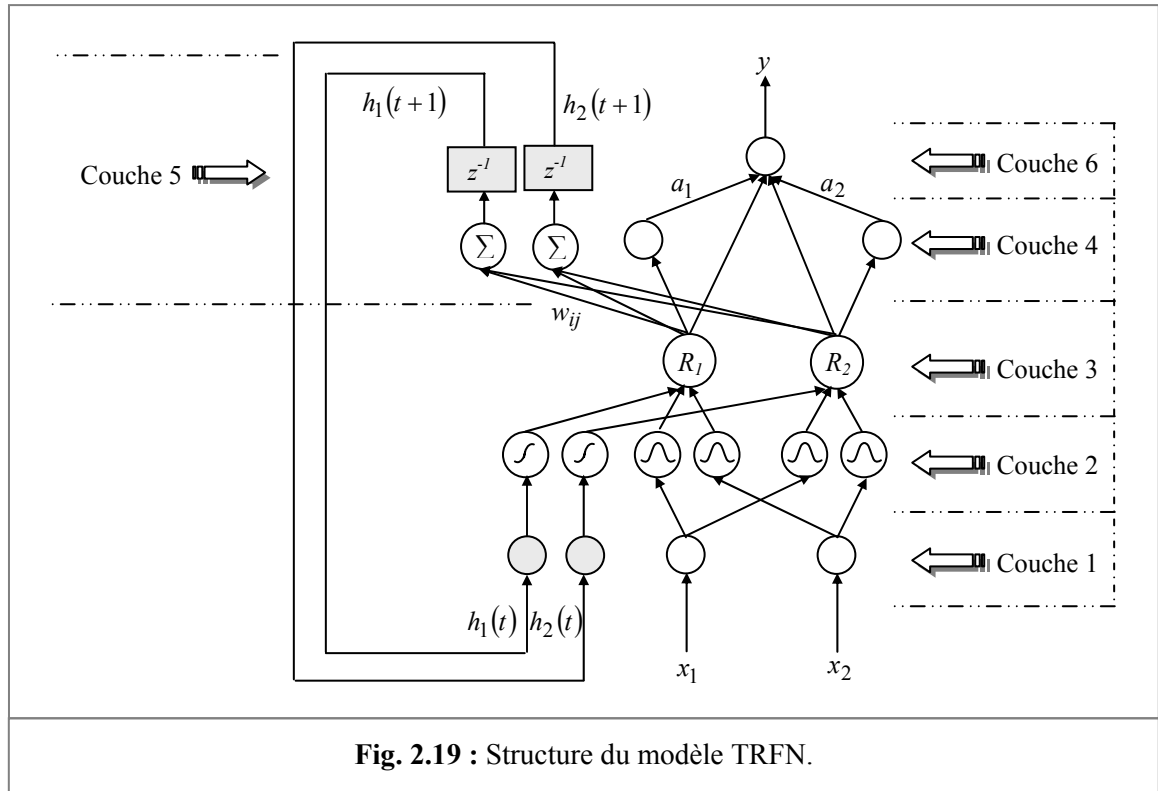 y
h₁(t+1)
h₂(t+1)
Couche 5
z⁻¹
z⁻¹
a₁
a₂
Couche 6
Σ
Σ
Couche 4
w_ij
R₁
R₂
Couche 3
Couche 2
Couche 1
h₁(t)
h₂(t)
x₁
x₂
Fig. 2.19 : Structure du modèle TRFN.